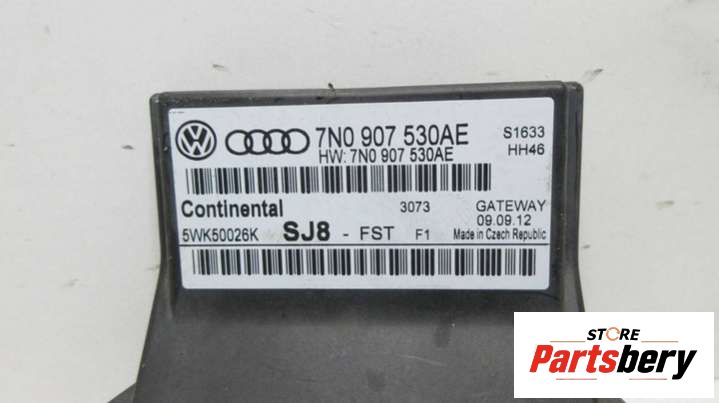 7N0 907 530AE S1633
HW: 7N0 907 530AE HH46
Continental 3073 GATEWAY
5WK50026K SJ8 - FST F1 09.09.12
Made in Czech Republic
STORE
Partsbery